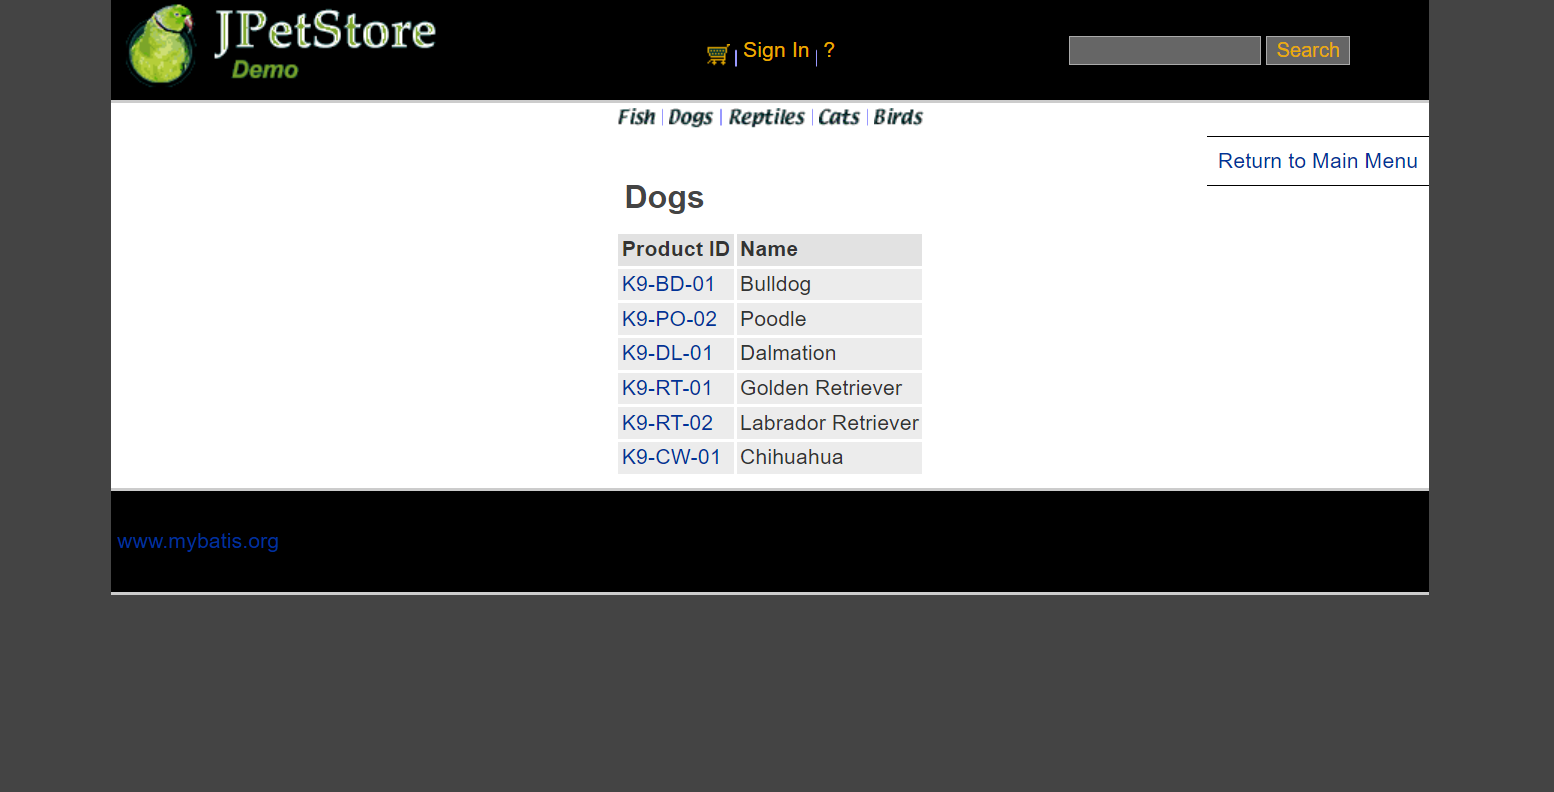 JPetStore
Demo
Sign In ?
Search
Fish Dogs Reptiles Cats Birds
Return to Main Menu
Dogs
Product ID Name
K9-BD-01 Bulldog
K9-PO-02 Poodle
K9-DL-01 Dalmation
K9-RT-01 Golden Retriever
K9-RT-02 Labrador Retriever
K9-CW-01 Chihuahua
www.mybatis.org